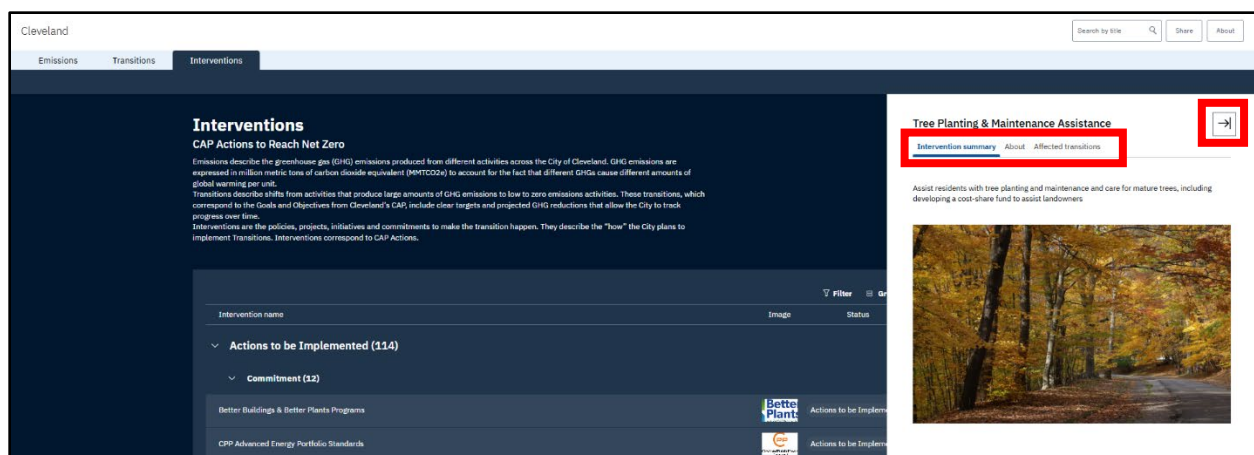 Cleveland
Search by title
Share
About
Emissions
Transitions
Interventions
Interventions
CAP Actions to Reach Net Zero
Emissions describe the greenhouse gas (GHG) emissions produced from different activities across the City of Cleveland. GHG emissions are
expressed in million metric tons of carbon dioxide equivalent (MMTCO2e) to account for the fact that different GHGs cause different amounts of
global warming per unit.
Transitions describe shifts from activities that produce large amounts of GHG emissions to low to zero emissions activities. These transitions, which
correspond to the Goals and Objectives from Cleveland's CAP, include clear targets and projected GHG reductions that allow the City to track
progress over time.
Interventions are the policies, projects, initiatives and commitments to make the transition happen. They describe the "how" the City plans to
implement Transitions. Interventions correspond to CAP Actions.
Filter Gr
Intervention name Image Status
Actions to be Implemented (114)
Commitment (12)
Better Buildings & Better Plants Programs Better Plants Actions to be Implem
CPP Advanced Energy Portfolio Standards cpp Actions to be Implem
Tree Planting & Maintenance Assistance
Intervention summary About Affected transitions
Assist residents with tree planting and maintenance and care for mature trees, including
developing a cost-share fund to assist landowners